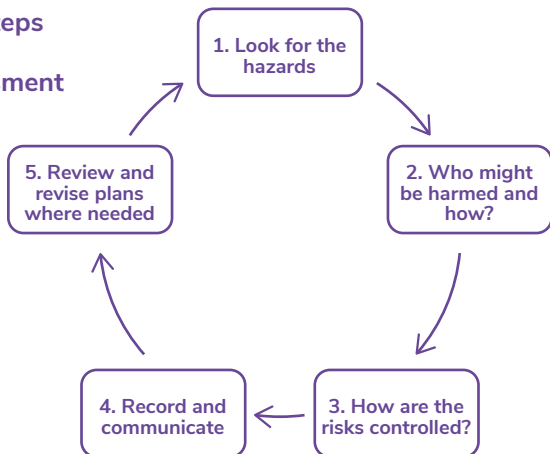 teps
ment
1. Look for the
hazards
2. Who might
be harmed and
how?
3. How are the
risks controlled?
4. Record and
communicate
5. Review and
revise plans
where needed